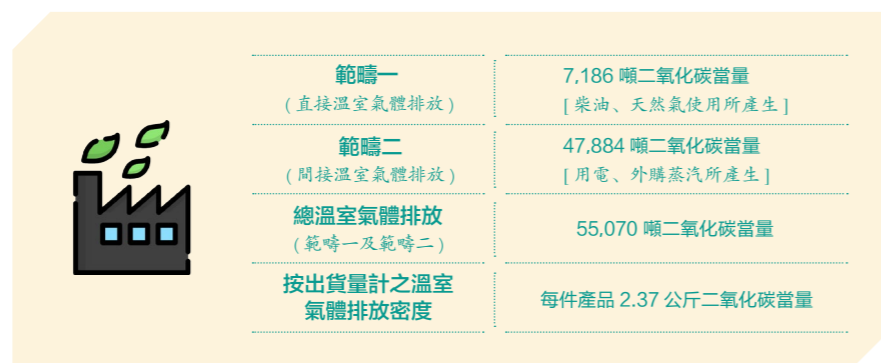 範疇一
(直接溫室氣體排放)
7,186 噸二氧化碳當量
[柴油、天然氣使用所產生]
範疇二
(間接溫室氣體排放)
47,884 噸二氧化碳當量
[用電、外購蒸汽所產生]
總溫室氣體排放
(範疇一及範疇二)
55,070 噸二氧化碳當量
按出貨量計之溫室
氣體排放密度
每件產品 2.37 公斤二氧化碳當量